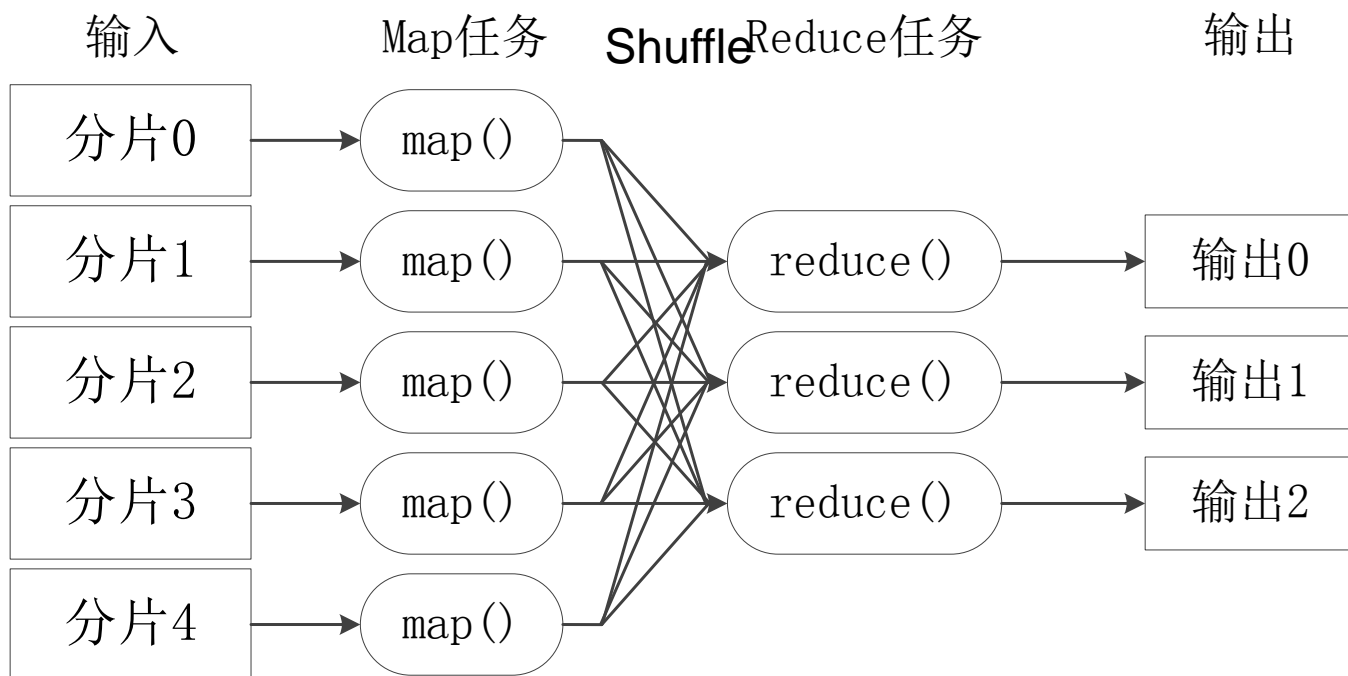 输入 Map任务 Shuffle Reduce任务 输出
分片0 map()
分片1 map() reduce() 输出0
分片2 map() reduce() 输出1
分片3 map() reduce() 输出2
分片4 map()